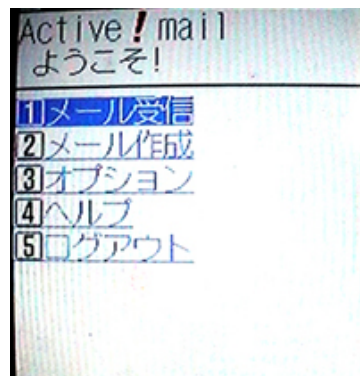 Active!mail
ようこそ!
1メール受信
2メール作成
3オプション
4ヘルプ
5ログアウト